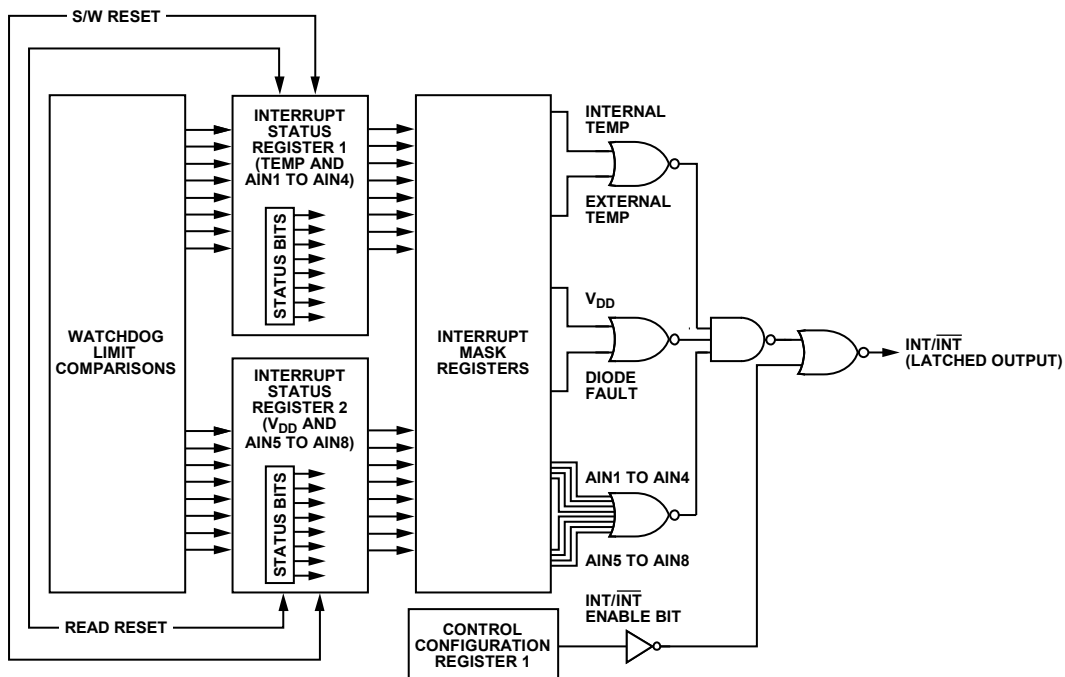 S/W RESET
INTERRUPT
STATUS
REGISTER 1
(TEMP AND
AIN1 TO AIN4)
STATUS BITS
WATCHDOG
LIMIT
COMPARISONS
INTERRUPT
STATUS
REGISTER 2
(VDD AND
AIN5 TO AIN8)
STATUS BITS
READ RESET
INTERRUPT
MASK
REGISTERS
INTERNAL
TEMP
EXTERNAL
TEMP
VDD
DIODE
FAULT
AIN1 TO AIN4
AIN5 TO AIN8
INT/INT
ENABLE BIT
CONTROL
CONFIGURATION
REGISTER 1
INT/INT
(LATCHED OUTPUT)